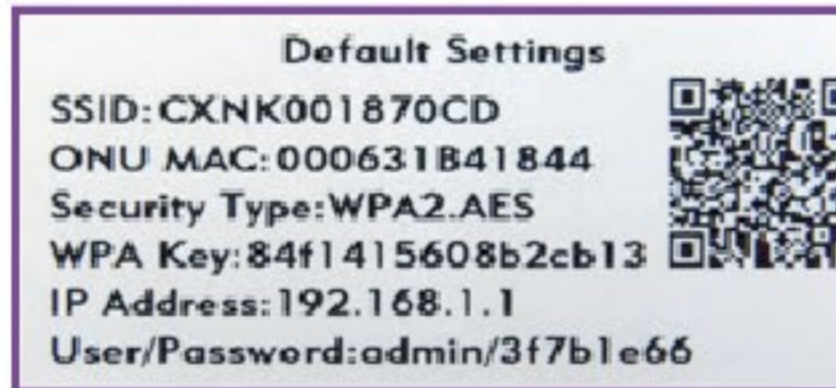 Default Settings
SSID:CXNK001870CD
ONU MAC:000631B41844
Security Type:WPA2.AES
WPA Key:84f1415608b2cb13
IP Address:192.168.1.1
User/Password:admin/3f7b1e66